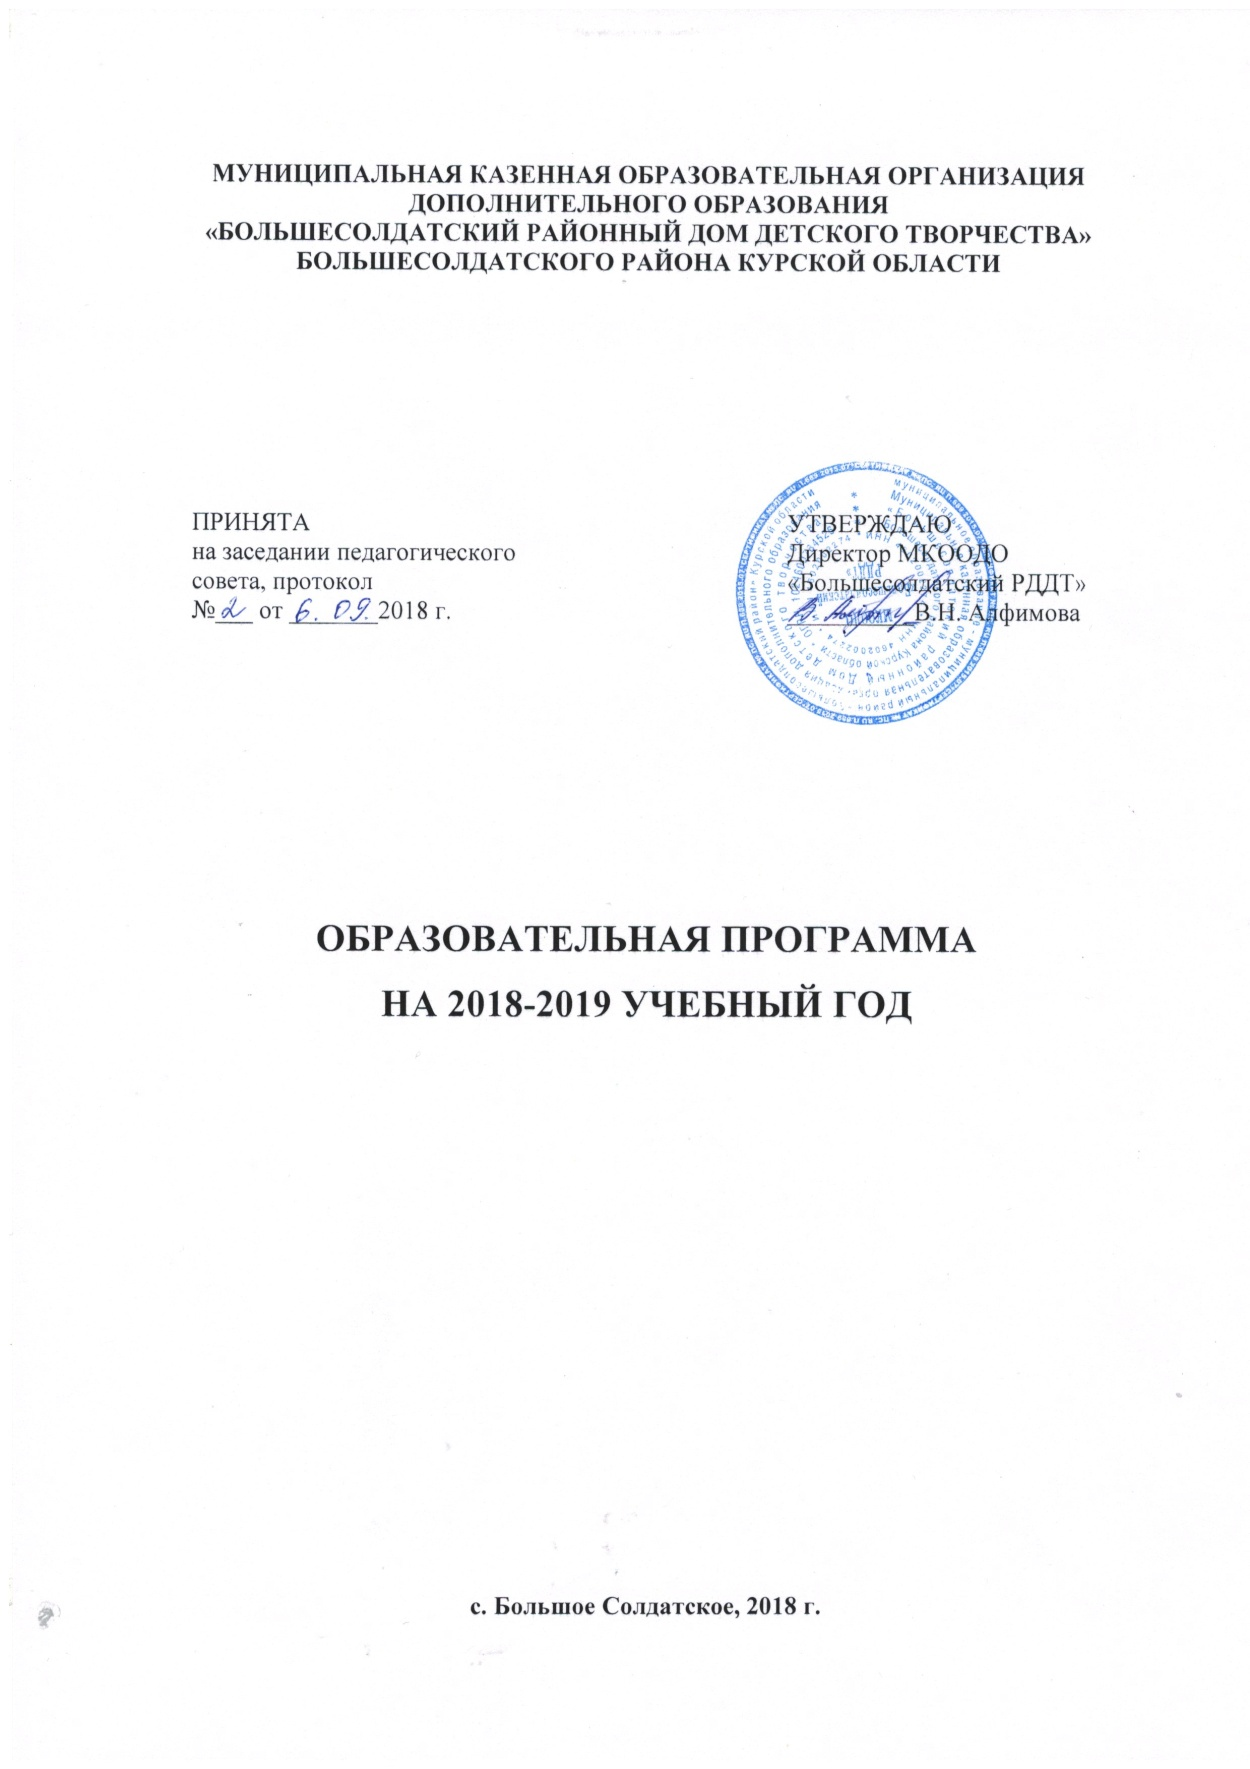 МУНИЦИПАЛЬНАЯ КАЗЕННАЯ ОБРАЗОВАТЕЛЬНАЯ ОРГАНИЗАЦИЯ
ДОПОЛНИТЕЛЬНОГО ОБРАЗОВАНИЯ
«БОЛЬШЕСОЛДАТСКИЙ РАЙОННЫЙ ДОМ ДЕТСКОГО ТВОРЧЕСТВА»
БОЛЬШЕСОЛДАТСКОГО РАЙОНА КУРСКОЙ ОБЛАСТИ
ПРИНЯТА
на заседании педагогического
совета, протокол
№ 2 от 6. 09. 2018 г.
УТВЕРЖДАЮ
Директор МКООДО
«Большесолдатский РДДТ»
В.Н. Алфимова
ОБРАЗОВАТЕЛЬНАЯ ПРОГРАММА
НА 2018-2019 УЧЕБНЫЙ ГОД
с. Большое Солдатское, 2018 г.